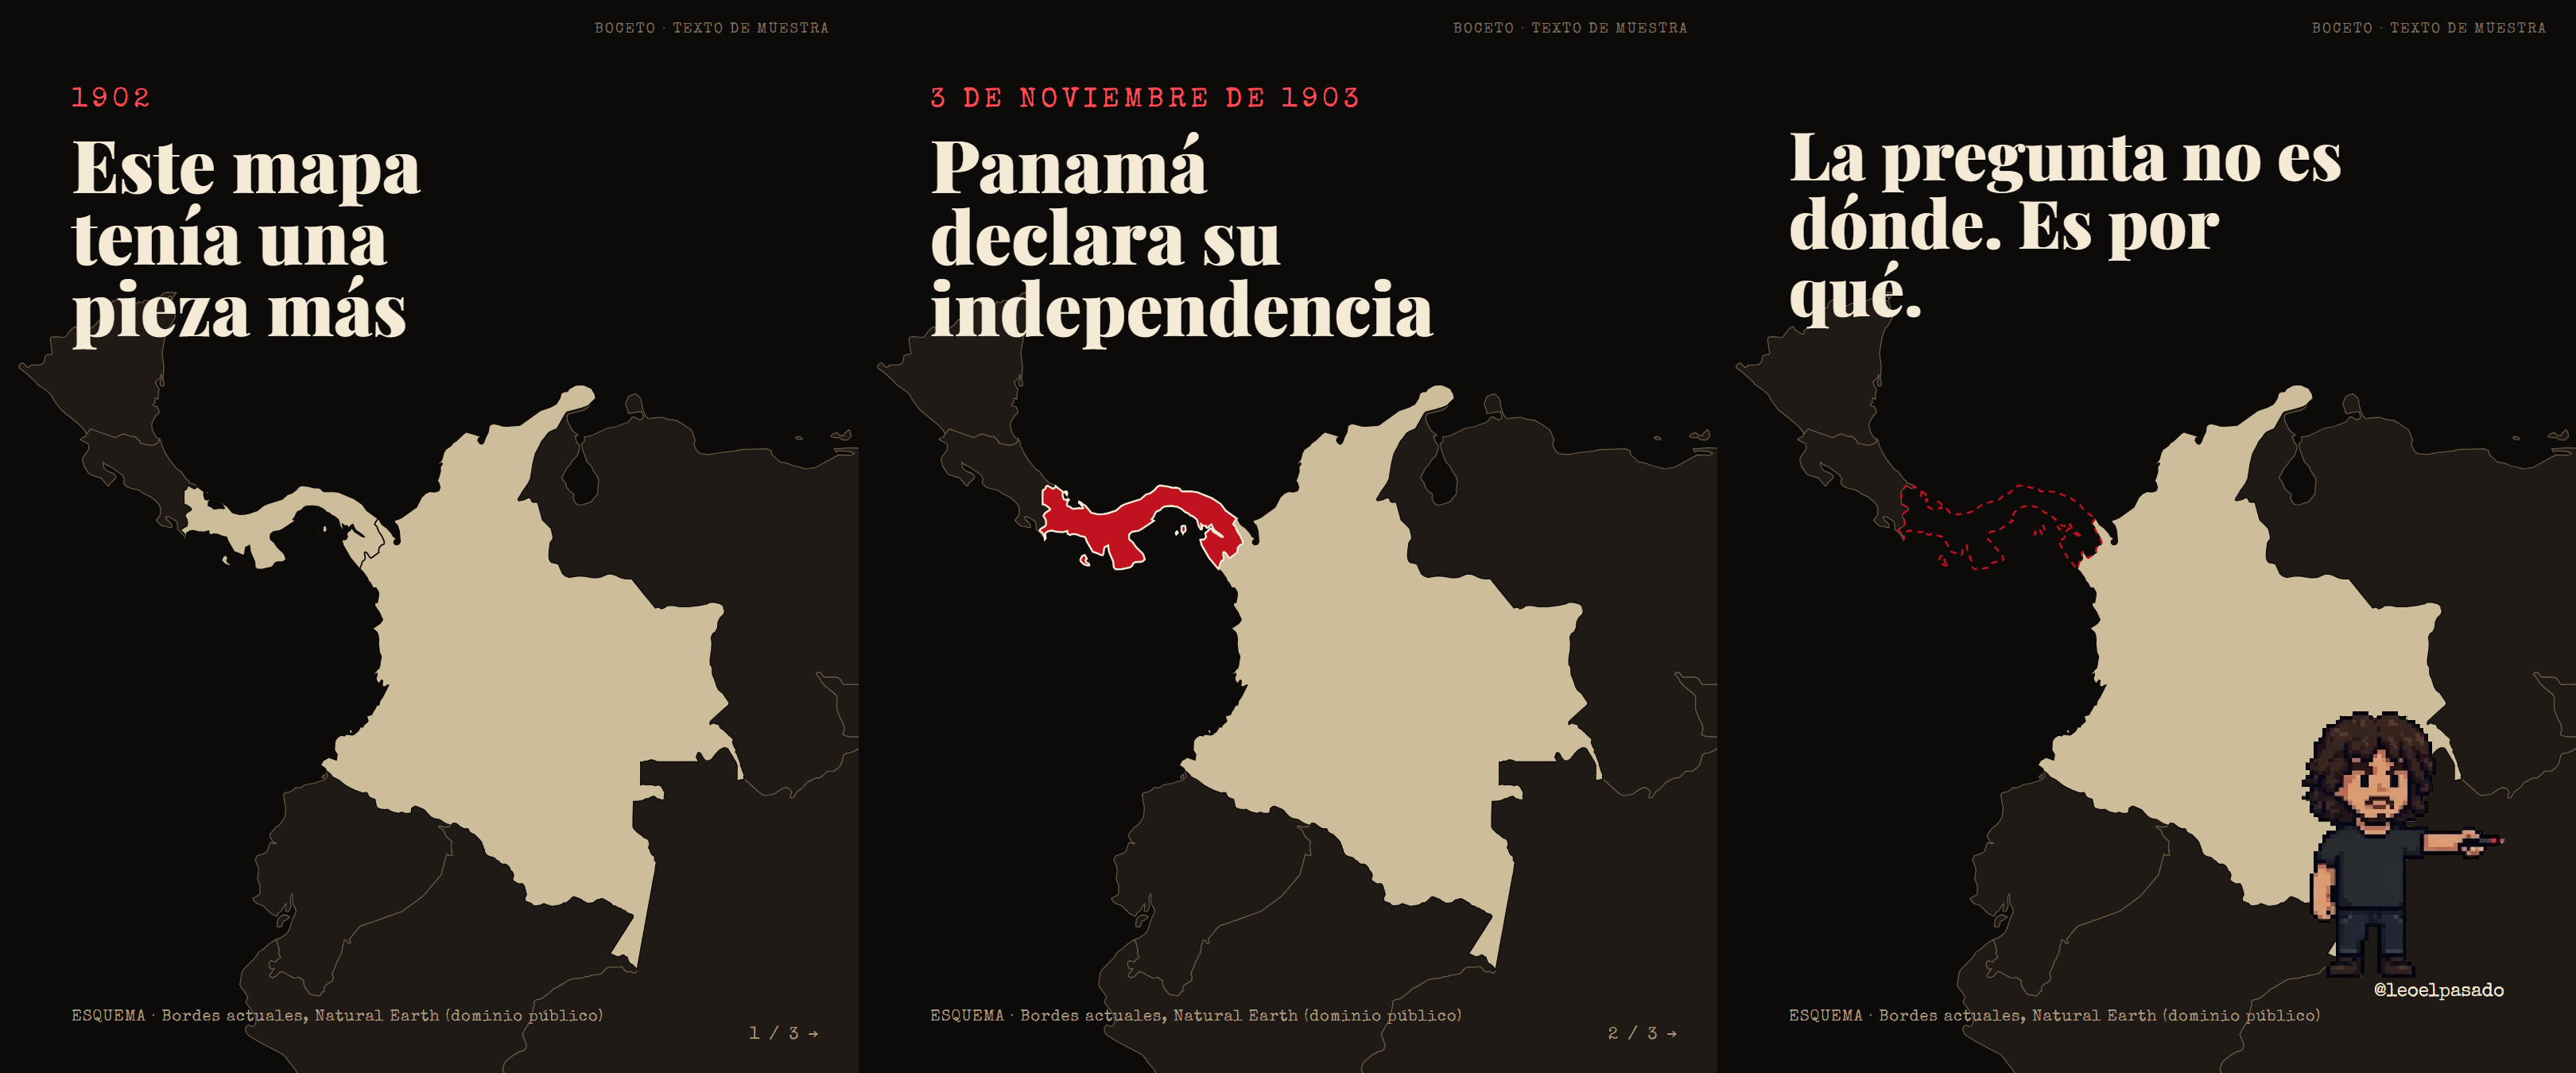 BOCETO · TEXTO DE MUESTRA
1902
Este mapa
tenía una
pieza más
ESQUEMA · Bordes actuales, Natural Earth (dominio público)
1 / 3 →
BOCETO · TEXTO DE MUESTRA
3 DE NOVIEMBRE DE 1903
Panamá
declara su
independencia
ESQUEMA · Bordes actuales, Natural Earth (dominio público)
2 / 3 →
BOCETO · TEXTO DE MUESTRA
La pregunta no es
dónde. Es por
qué.
@leoelpasado
ESQUEMA · Bordes actuales, Natural Earth (dominio público)